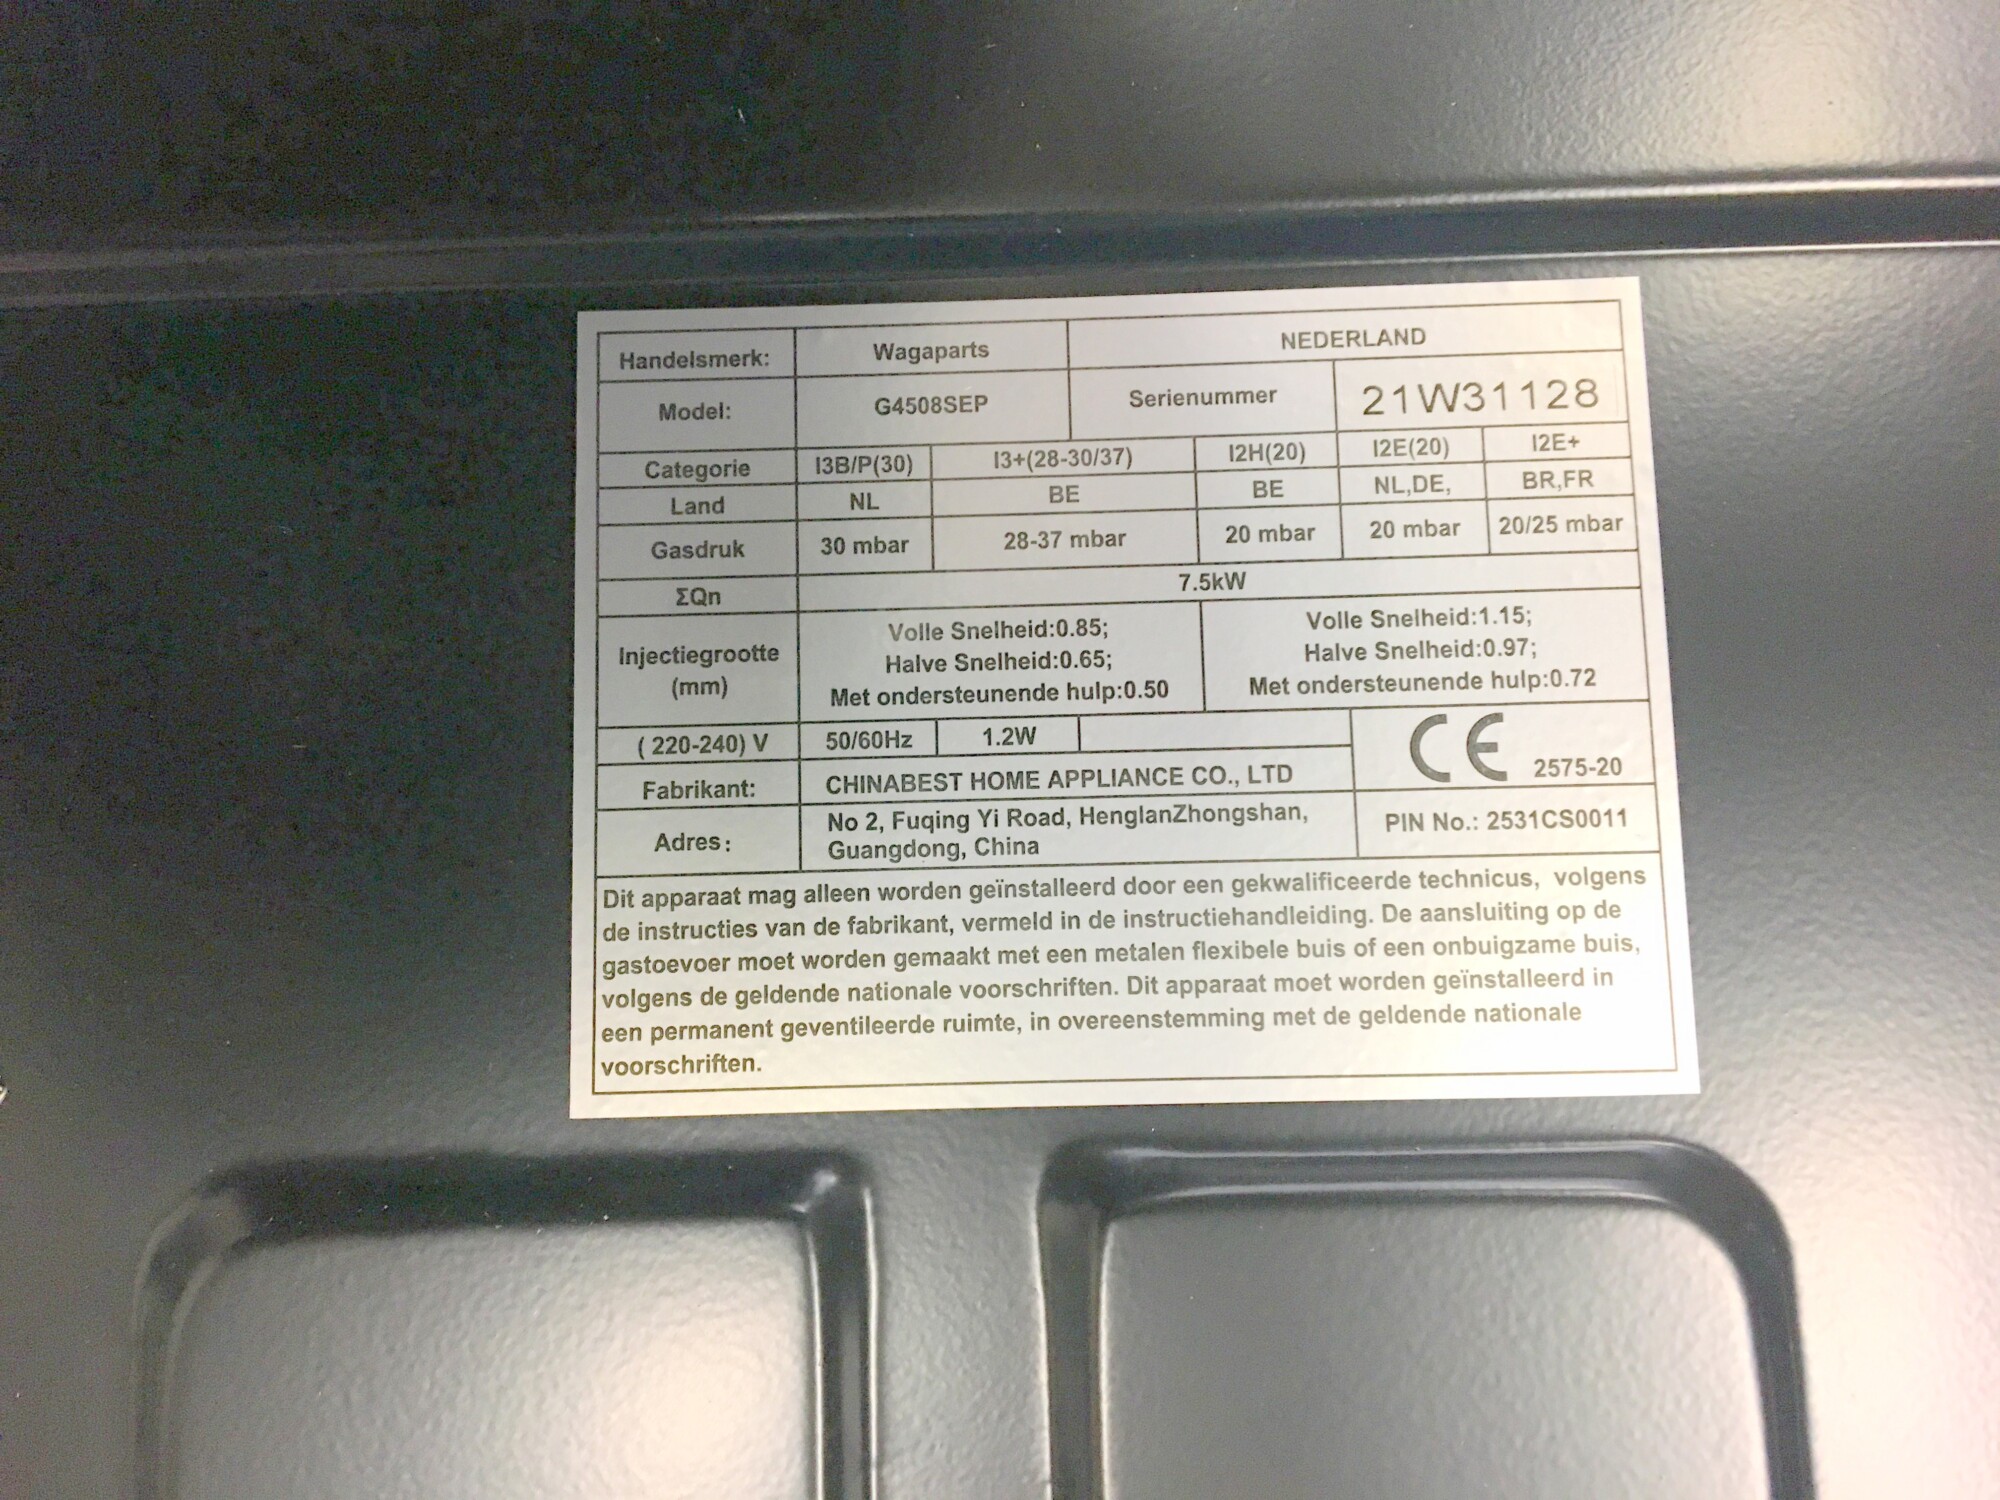 Handelsmerk: Wagaparts NEDERLAND
Model: G4508SEP Serienummer 21W31128
Categorie I3B/P(30) I3+(28-30/37) I2H(20) I2E(20) I2E+
Land NL BE BE NL,DE, BR,FR
Gasdruk 30 mbar 28-37 mbar 20 mbar 20 mbar 20/25 mbar
ΣQn 7.5kW
Injectiegrootte
(mm)
Volle Snelheid:0.85;
Halve Snelheid:0.65;
Met ondersteunende hulp:0.50
Volle Snelheid:1.15;
Halve Snelheid:0.97;
Met ondersteunende hulp:0.72
( 220-240) V 50/60Hz 1.2W
CE 2575-20
Fabrikant: CHINABEST HOME APPLIANCE CO., LTD
Adres: No 2, Fuqing Yi Road, HenglanZhongshan,
Guangdong, China
PIN No.: 2531CS0011
Dit apparaat mag alleen worden geïnstalleerd door een gekwalificeerde technicus, volgens
de instructies van de fabrikant, vermeld in de instructiehandleiding. De aansluiting op de
gastoevoer moet worden gemaakt met een metalen flexibele buis of een onbuigzame buis,
volgens de geldende nationale voorschriften. Dit apparaat moet worden geïnstalleerd in
een permanent geventileerde ruimte, in overeenstemming met de geldende nationale
voorschriften.